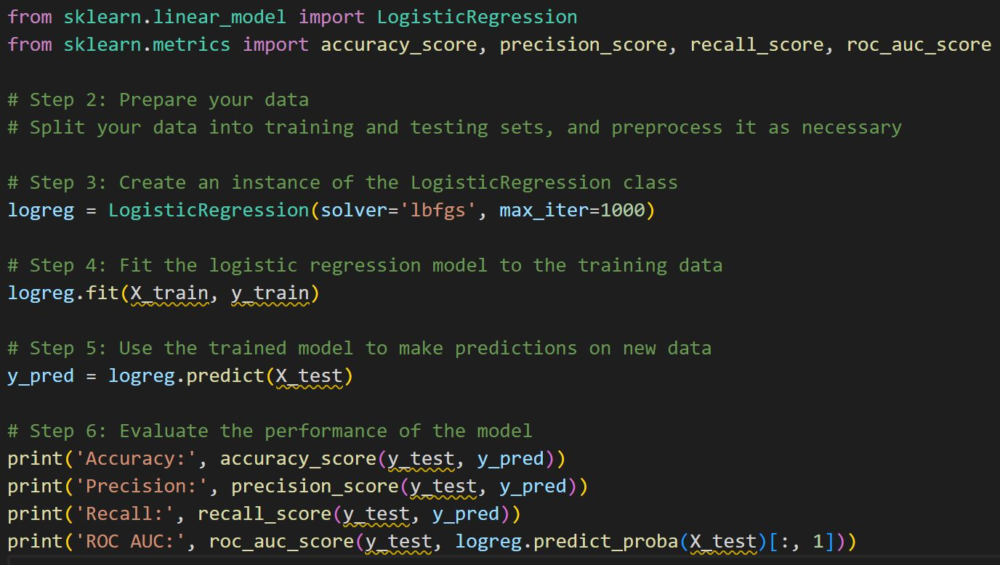 from sklearn.linear_model import LogisticRegression
from sklearn.metrics import accuracy_score, precision_score, recall_score, roc_auc_score
# Step 2: Prepare your data
# Split your data into training and testing sets, and preprocess it as necessary
# Step 3: Create an instance of the LogisticRegression class
logreg = LogisticRegression(solver='lbfgs', max_iter=1000)
# Step 4: Fit the logistic regression model to the training data
logreg.fit(X_train, y_train)
# Step 5: Use the trained model to make predictions on new data
y_pred = logreg.predict(X_test)
# Step 6: Evaluate the performance of the model
print('Accuracy:', accuracy_score(y_test, y_pred))
print('Precision:', precision_score(y_test, y_pred))
print('Recall:', recall_score(y_test, y_pred))
print('ROC AUC:', roc_auc_score(y_test, logreg.predict_proba(X_test)[:, 1]))